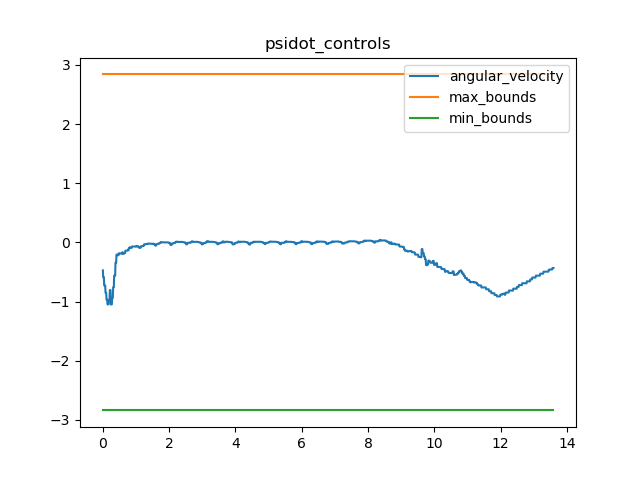 psidot_controls
angular_velocity
max_bounds
min_bounds
3
2
1
0
−1
−2
−3
0 2 4 6 8 10 12 14